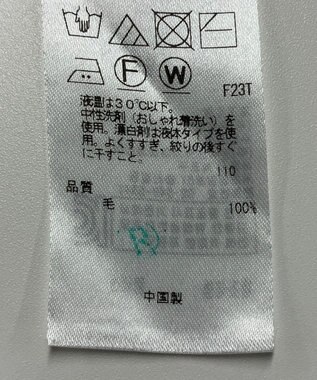 F W
F23T
液温は30℃以下。
中性洗剤（おしゃれ着洗い）を
使用。漂白剤は液体タイプを使
用。よくすすぎ、絞りの後すぐ
に干すこと。
110
品質
毛 100%
中国製